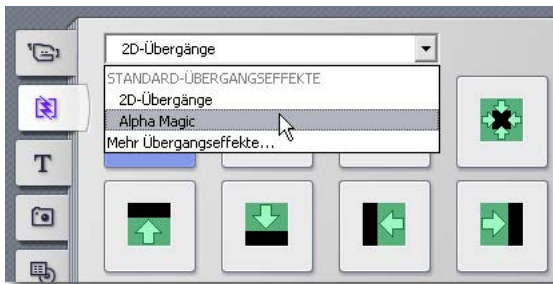 2D-Übergänge
STANDARD-ÜBERGANGSEFFEKTE
2D-Übergänge
Alpha Magic
Mehr Übergangseffekte...
T